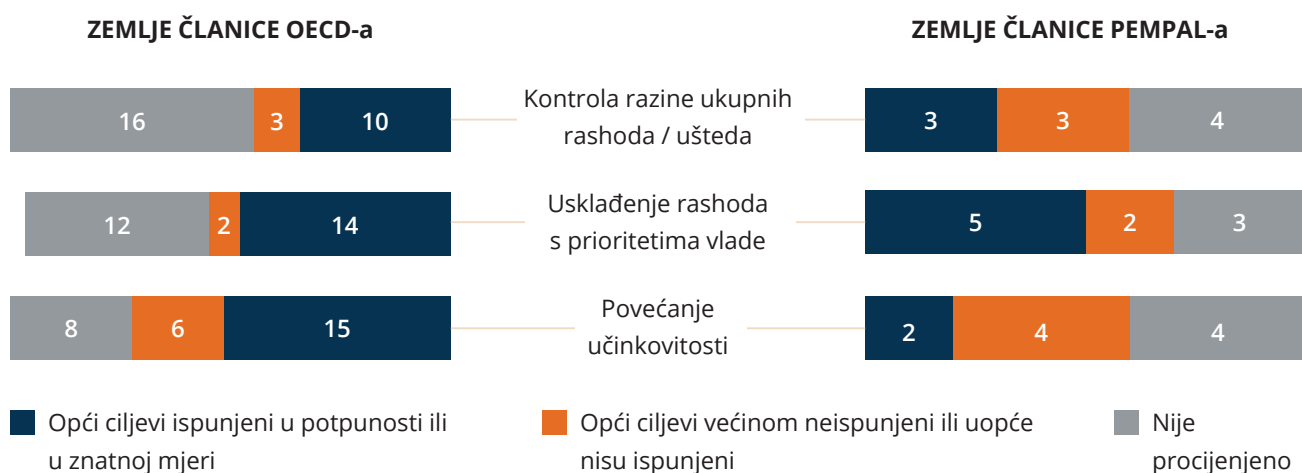 ZEMLJE ČLANICE OECD-a
ZEMLJE ČLANICE PEMPAL-a
16 3 10
Kontrola razine ukupnih
rashoda / ušteda
3 3 4
12 2 14
Usklađenje rashoda
s prioritetima vlade
5 2 3
8 6 15
Povećanje
učinkovitosti
2 4 4
Opći ciljevi ispunjeni u potpunosti ili
u znatnoj mjeri
Opći ciljevi većinom neispunjeni ili uopće
nisu ispunjeni
Nije
procijenjeno